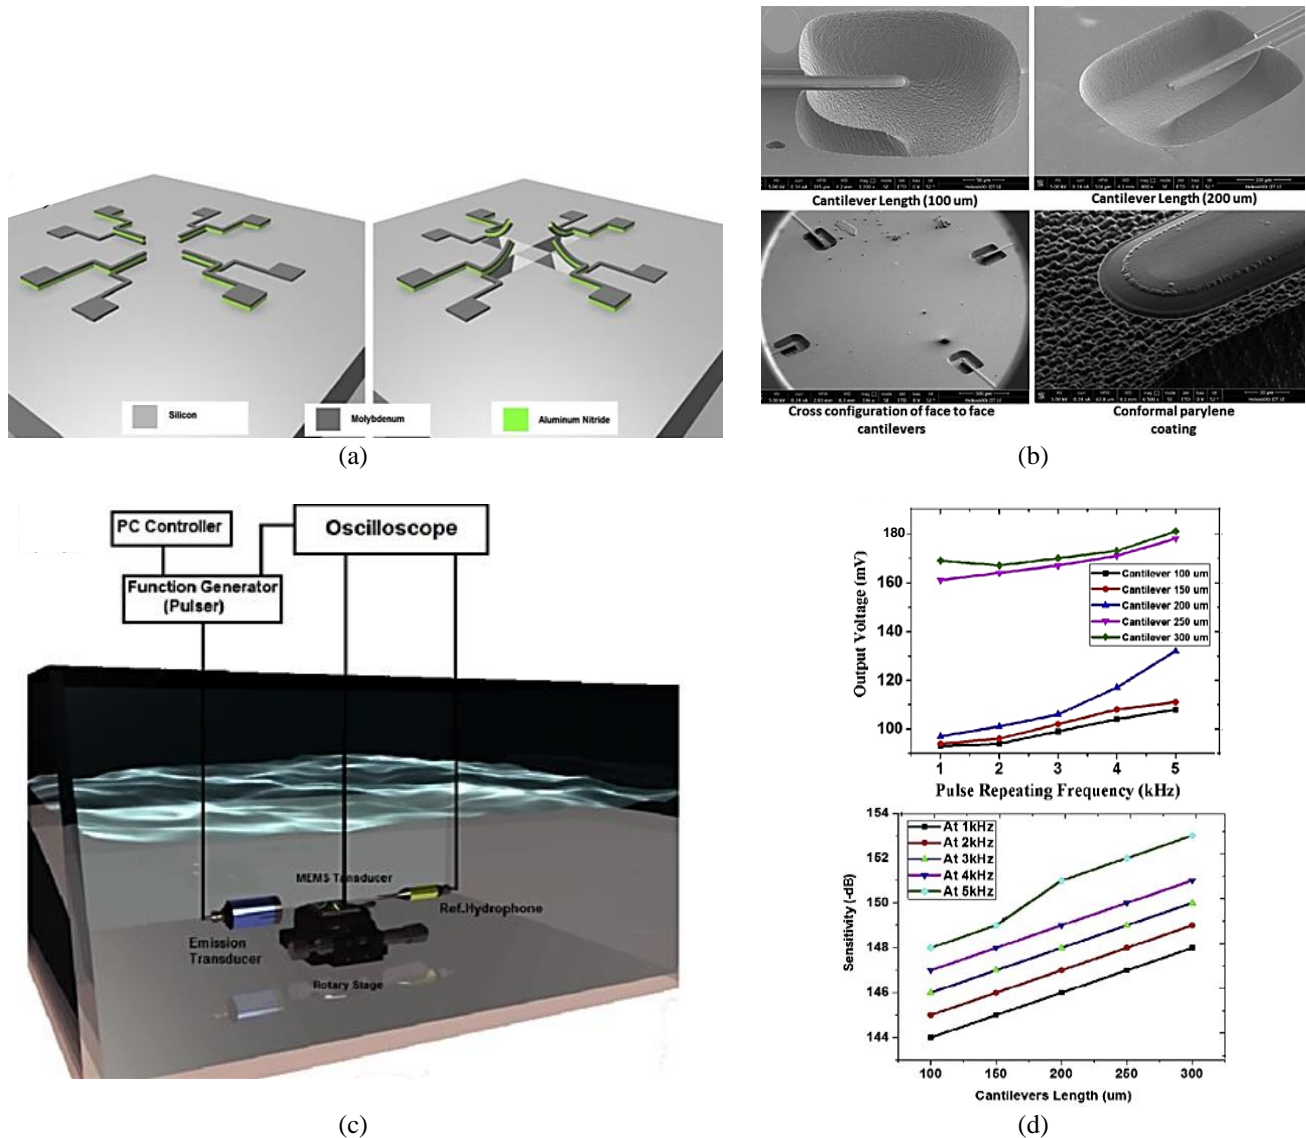 Silicon
Molybdenum
Aluminum Nitride
(a)
Cantilever Length (100 um)
Cantilever Length (200 um)
Cross configuration of face to face
cantilevers
Conformal parylene
coating
(b)
PC Controller
Function Generator
(Pulser)
Oscilloscope
MEMS Tansducer
Ref.Hydrophone
Emission
Transducer
Rotary Stage
(c)
180
160
140
120
100
Output Voltage (mV)
Cantilever 100 um
Cantilever 150 um
Cantilever 200 um
Cantilever 250 um
Cantilever 300 um
1 2 3 4 5
Pulse Repeating Frequency (kHz)
154
152
150
148
146
144
Sensitivity (-dB)
At 1kHz
At 2kHz
At 3kHz
At 4kHz
At 5kHz
100 150 200 250 300
Cantilevers Length (um)
(d)